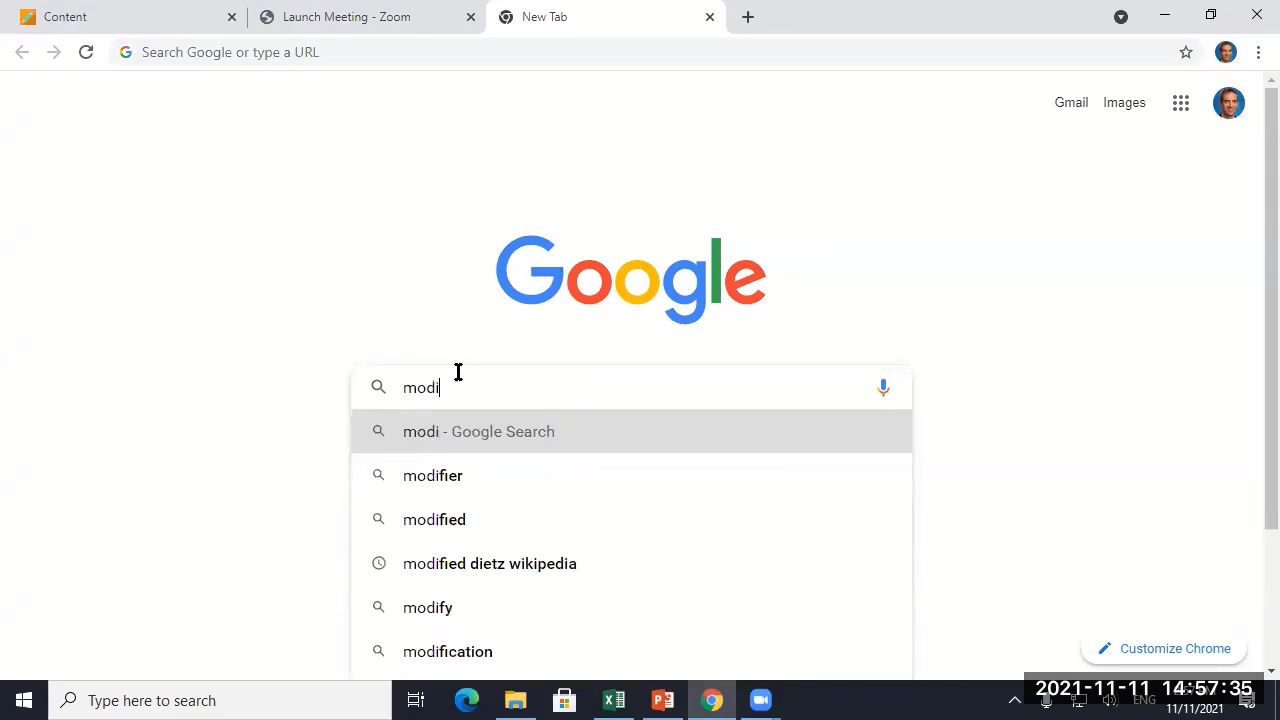 Content
Launch Meeting - Zoom
New Tab
Search Google or type a URL
Gmail
Images
Google
modi
modi - Google Search
modifier
modified
modified dietz wikipedia
modify
modification
Customize Chrome
Type here to search
2021-11-11 14:57:35
ENG
11/11/2021